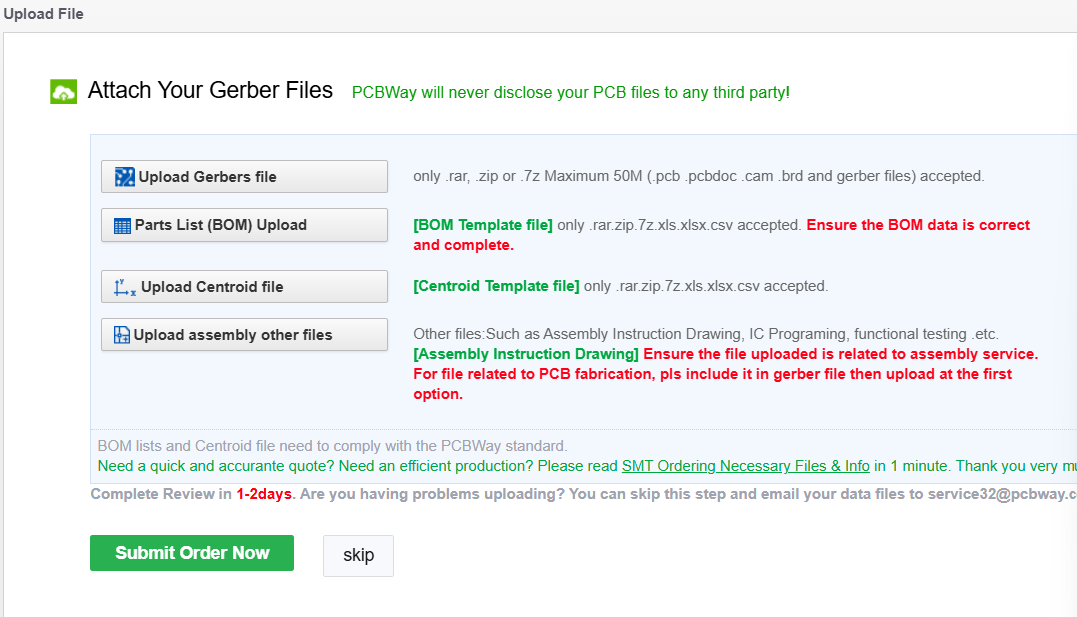 Upload File
Attach Your Gerber Files PCBWay will never disclose your PCB files to any third party!
Upload Gerbers file only .rar, .zip or .7z Maximum 50M (.pcb .pcbdoc .cam .brd and gerber files) accepted.
Parts List (BOM) Upload [BOM Template file] only .rar.zip.7z.xls.xlsx.csv accepted. Ensure the BOM data is correct
and complete.
Upload Centroid file [Centroid Template file] only .rar.zip.7z.xls.xlsx.csv accepted.
Upload assembly other files Other files:Such as Assembly Instruction Drawing, IC Programing, functional testing .etc.
[Assembly Instruction Drawing] Ensure the file uploaded is related to assembly service.
For file related to PCB fabrication, pls include it in gerber file then upload at the first
option.
BOM lists and Centroid file need to comply with the PCBWay standard.
Need a quick and accurante quote? Need an efficient production? Please read SMT Ordering Necessary Files & Info in 1 minute. Thank you very
Complete Review in 1-2days. Are you having problems uploading? You can skip this step and email your data files to service32@pcbway.c
Submit Order Now skip